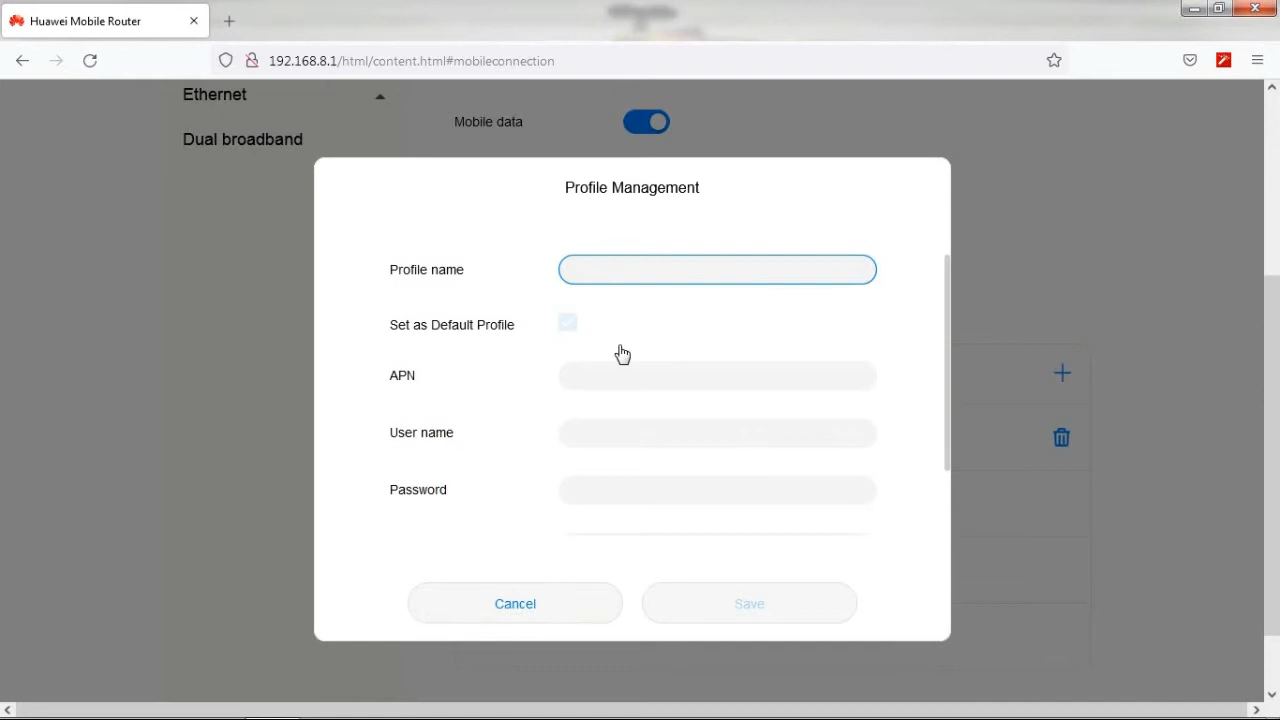 Huawei Mobile Router
192.168.8.1/html/content.html#mobileconnection
Ethernet
Mobile data
Dual broadband
Profile Management
Profile name
Set as Default Profile
APN
User name
Password
Cancel
Save